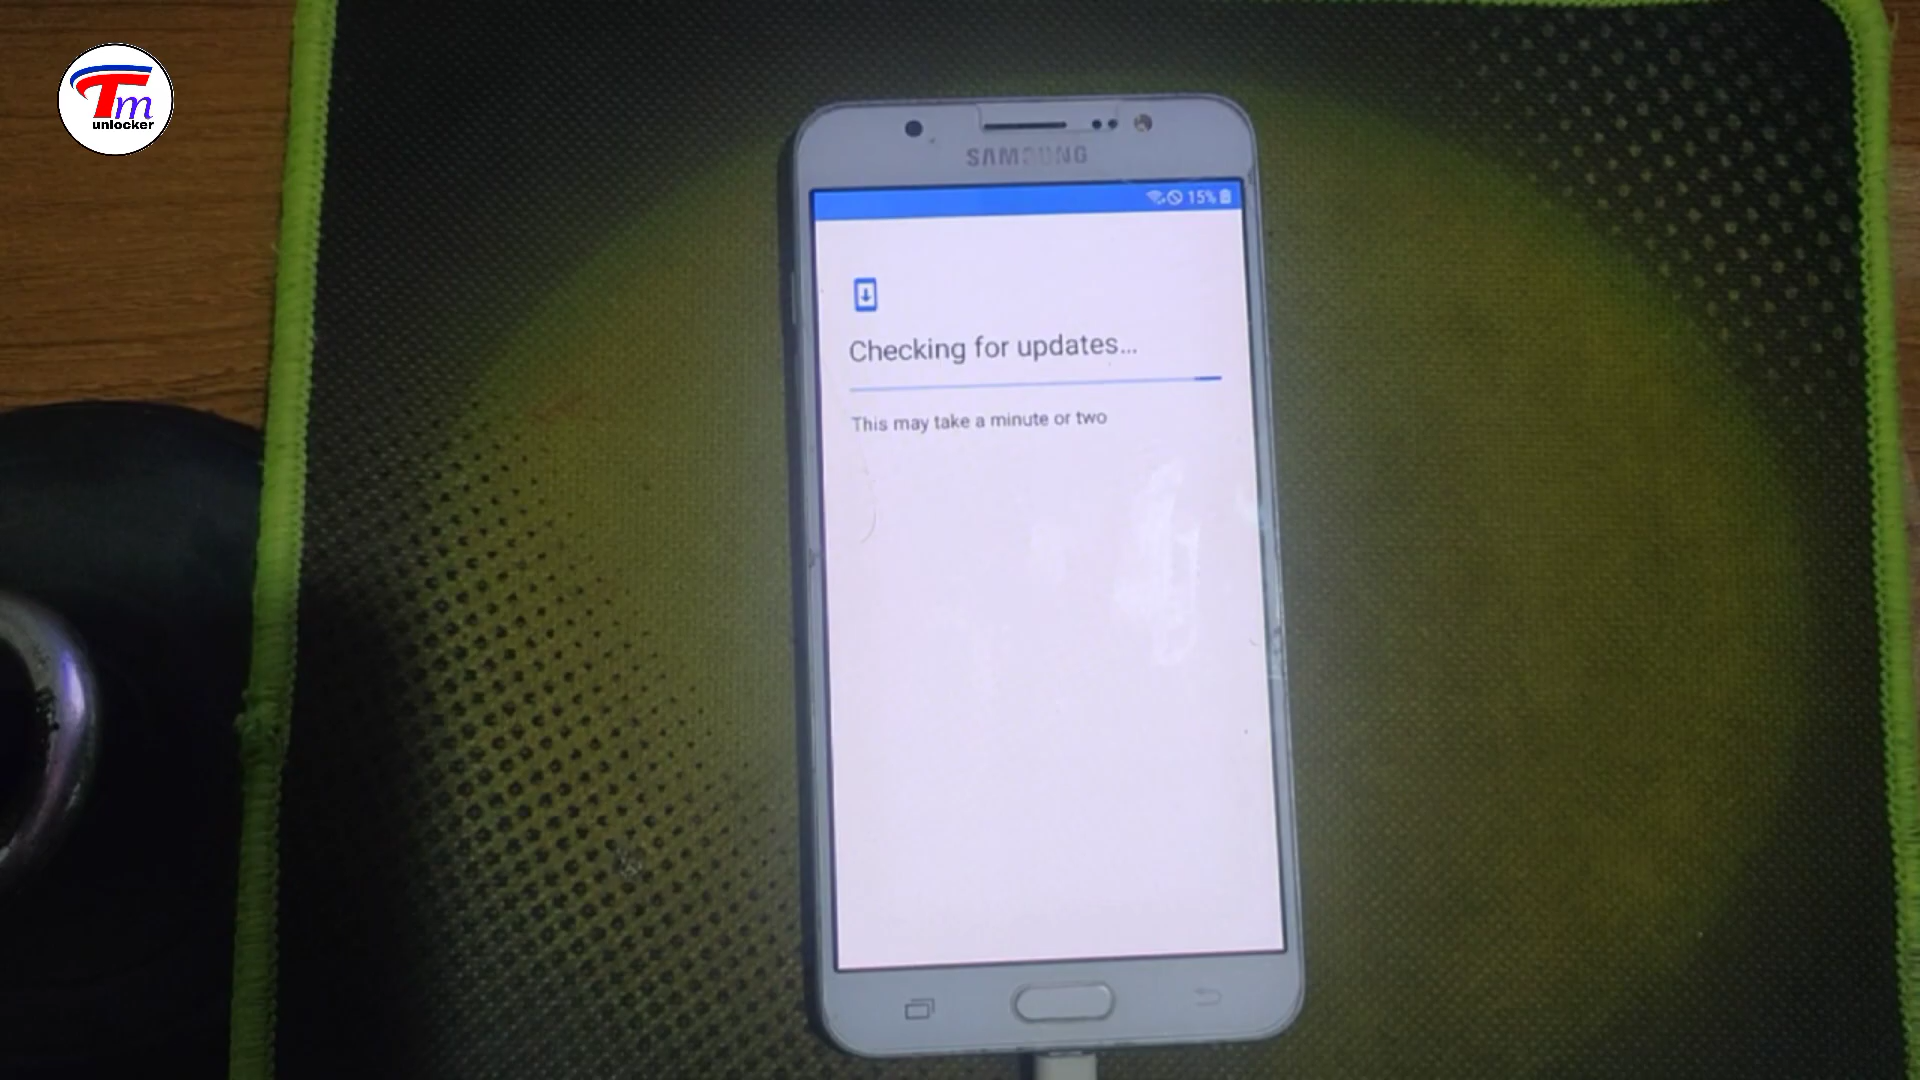 Tm
unlocker
SAMSUNG
15%
Checking for updates...
This may take a minute or two